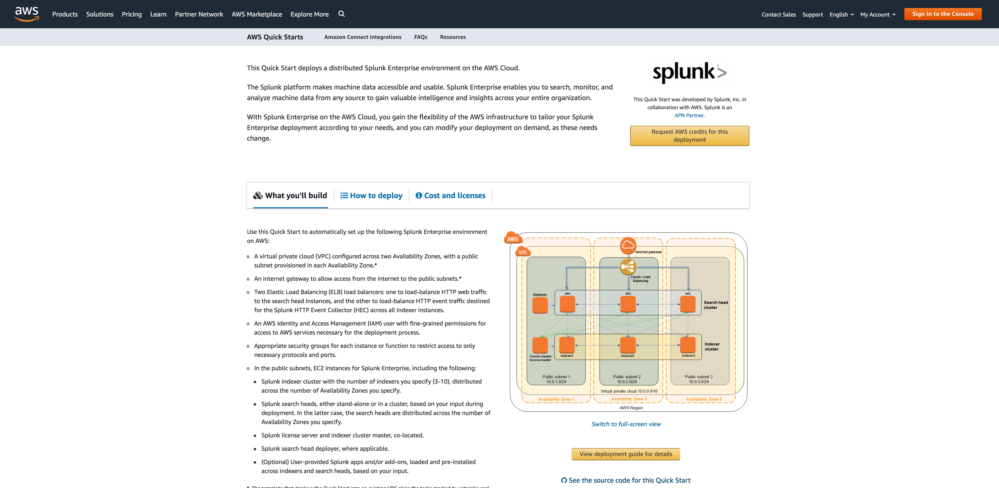 aws
Products Solutions Pricing Learn Partner Network AWS Marketplace Explore More
Contact Sales Support English My Account Sign In to the Console
AWS Quick Starts Amazon Connect integrations FAQs Resources
This Quick Start deploys a distributed Splunk Enterprise environment on the AWS Cloud.
The Splunk platform makes machine data accessible and usable. Splunk Enterprise enables you to search, monitor, and
analyze machine data from any source to gain valuable intelligence and insights across your entire organization.
With Splunk Enterprise on the AWS Cloud, you gain the flexibility of the AWS infrastructure to tailor your Splunk
Enterprise deployment according to your needs, and you can modify your deployment on demand, as these needs
change.
splunk>
This Quick Start was developed by Splunk, Inc. in
collaboration with AWS. Splunk is an
APN Partner.
Request AWS credits for this
deployment
What you'll build How to deploy Cost and licenses
Use this Quick Start to automatically set up the following Splunk Enterprise environment
on AWS:
A virtual private cloud (VPC) configured across two Availability Zones, with a public
subnet provisioned in each Availability Zone.*
An internet gateway to allow access from the internet to the public subnets.*
Two Elastic Load Balancing (ELB) load balancers: one to load-balance HTTP web traffic
to the search head instances, and the other to load-balance HTTP event traffic destined
for the Splunk HTTP Event Collector (HEC) across all indexer instances.
An AWS Identity and Access Management (IAM) user with fine-grained permissions for
access to AWS services necessary for the deployment process.
Appropriate security groups for each instance or function to restrict access to only
necessary protocols and ports.
In the public subnets, EC2 instances for Splunk Enterprise, including the following:
Splunk indexer cluster with the number of indexers you specify (3-10), distributed
across the number of Availability Zones you specify.
Splunk search heads, either stand-alone or in a cluster, based on your input during
deployment. In the latter case, the search heads are distributed across the number of
Availability Zones you specify.
Splunk license server and indexer cluster master, co-located.
Splunk search head deployer, where applicable.
(Optional) User-provided Splunk apps and/or add-ons, loaded and pre-installed
across indexers and search heads, based on your input.
* The template that deploys the Quick Start into an existing VPC skips the tasks marked by asterisks and
AWS
VPC
Internet gateway
Elastic Load
Balancing
Deployer SH1 SH2 SH3
Search head
cluster
Indexer
cluster
Cluster master,
license master
Indexer1 Indexer2 Indexer3
Public subnet 1 Public subnet 2 Public subnet 3
10.0.1.0/24 10.0.2.0/24 10.0.3.0/24
Virtual private cloud 10.0.0.0/16
Availability Zone 1 Availability Zone 2 Availability Zone 3
AWS Region
Switch to full-screen view
View deployment guide for details
See the source code for this Quick Start